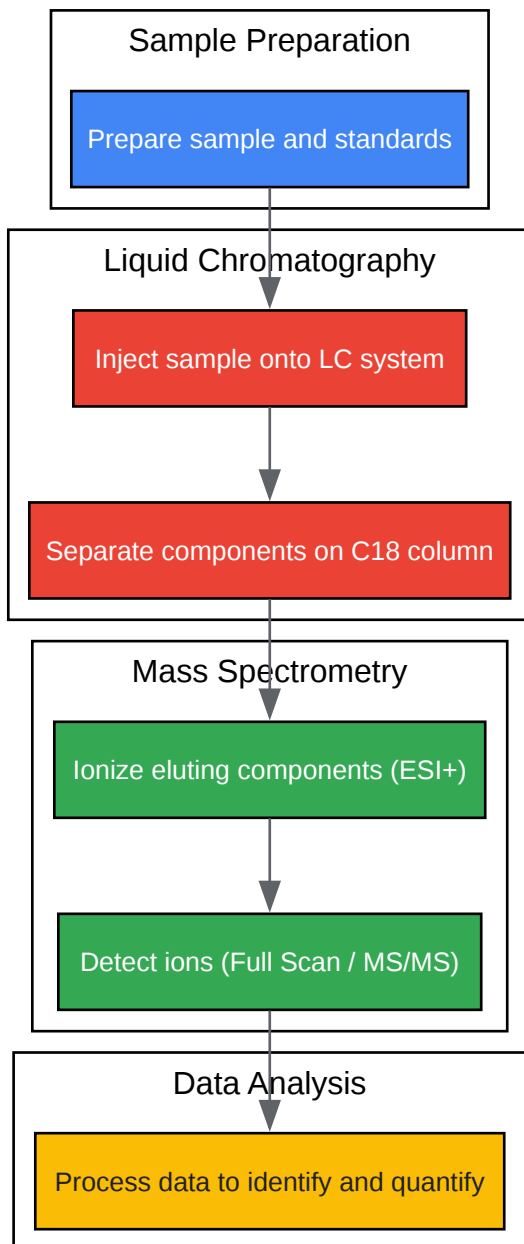 Sample Preparation
Prepare sample and standards
Liquid Chromatography
Inject sample onto LC system
Separate components on C18 column
Mass Spectrometry
Ionize eluting components (ESI+)
Detect ions (Full Scan / MS/MS)
Data Analysis
Process data to identify and quantify